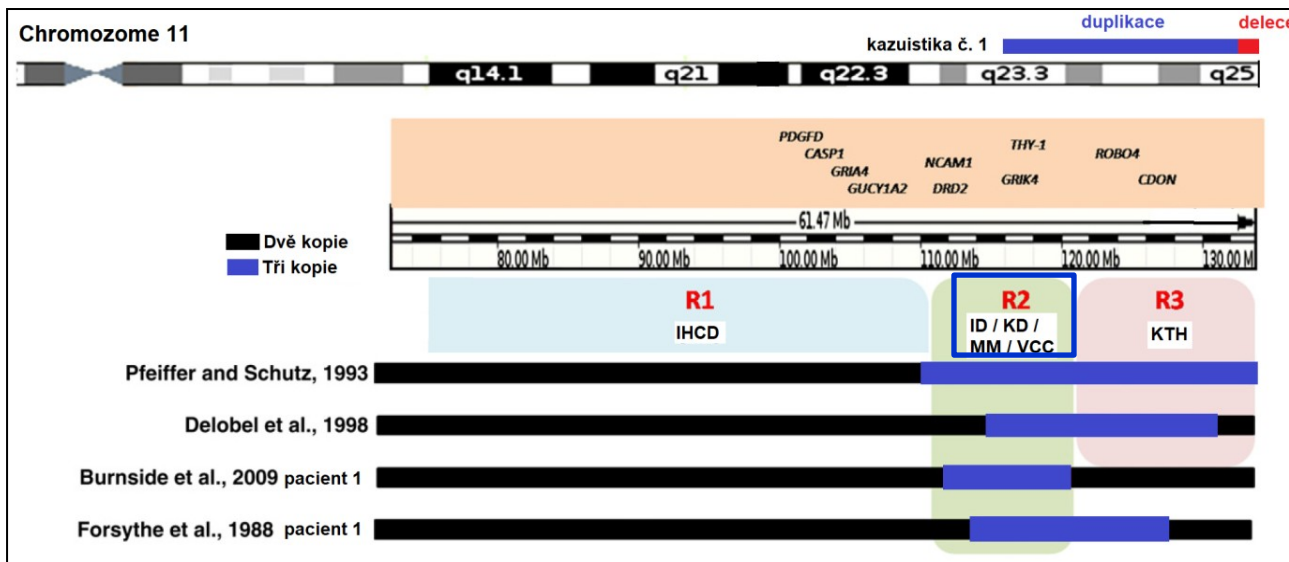 Chromozome 11
duplikace
delece
kazuistika č. 1
q14.1 q21 q22.3 q23.3 q25
PDGFD
CASP1
GRIA4
GUCY1A2
NCAM1
DRD2
THY-1
GRIK4
ROBO4
CDON
61.47 Mb
80.00 Mb 90.00 Mb 100.00 Mb 110.00 Mb 120.00 Mb 130.00 M
Dvě kopie
Tři kopie
R1
IHCD
R2
ID / KD /
MM / VCC
R3
KTH
Pfeiffer and Schutz, 1993
Delobel et al., 1998
Burnside et al., 2009 pacient 1
Forsythe et al., 1988 pacient 1